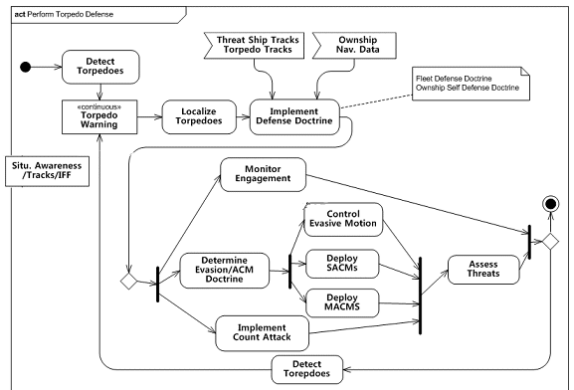 act Perform Torpedo Defense
Threat Ship Tracks
Torpedo Tracks
Ownship
Nav. Data
Detect
Torpedoes
Fleet Defense Doctrine
Ownship Self Defense Doctrine
«continuous»
Torpedo
Warning
Localize
Torpedoes
Implement
Defense Doctrine
Situ. Awareness
/Tracks/IFF
Monitor
Engagement
Control
Evasive Motion
Determine
Evasion/ACM
Doctrine
Deploy
SACMs
Assess
Threats
Deploy
MACMS
Implement
Count Attack
Detect
Torepdoes